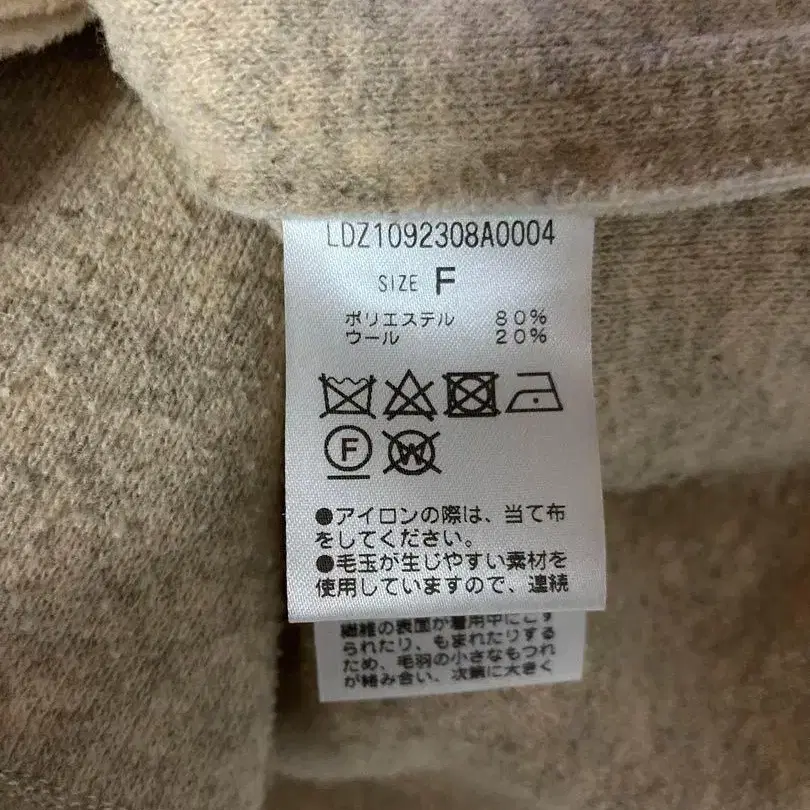 LDZ1092308A0004
SIZE F
ポリエステル 80%
ウール 20%
F W
●アイロンの際は、当て布
をしてください。
●毛玉が生じやすい素材を
使用していますので、連続
繊維の表面が着用中にこす
られたり、もまれたりする
ため、毛羽の小さなもつれ
が絡み合い、次第に大きく